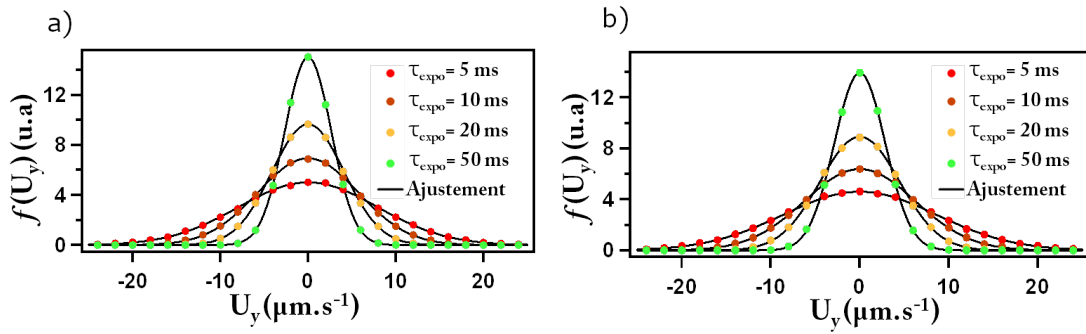 a)
12
8
4
0
f(Uy) (u.a)
τexpo= 5 ms
τexpo= 10 ms
τexpo= 20 ms
τexpo= 50 ms
Ajustement
-20 -10 0 10 20
Uy (µm.s⁻¹)
b)
12
8
4
0
f(Uy) (u.a)
τexpo= 5 ms
τexpo= 10 ms
τexpo= 20 ms
τexpo= 50 ms
Ajustement
-20 -10 0 10 20
Uy (µm.s⁻¹)